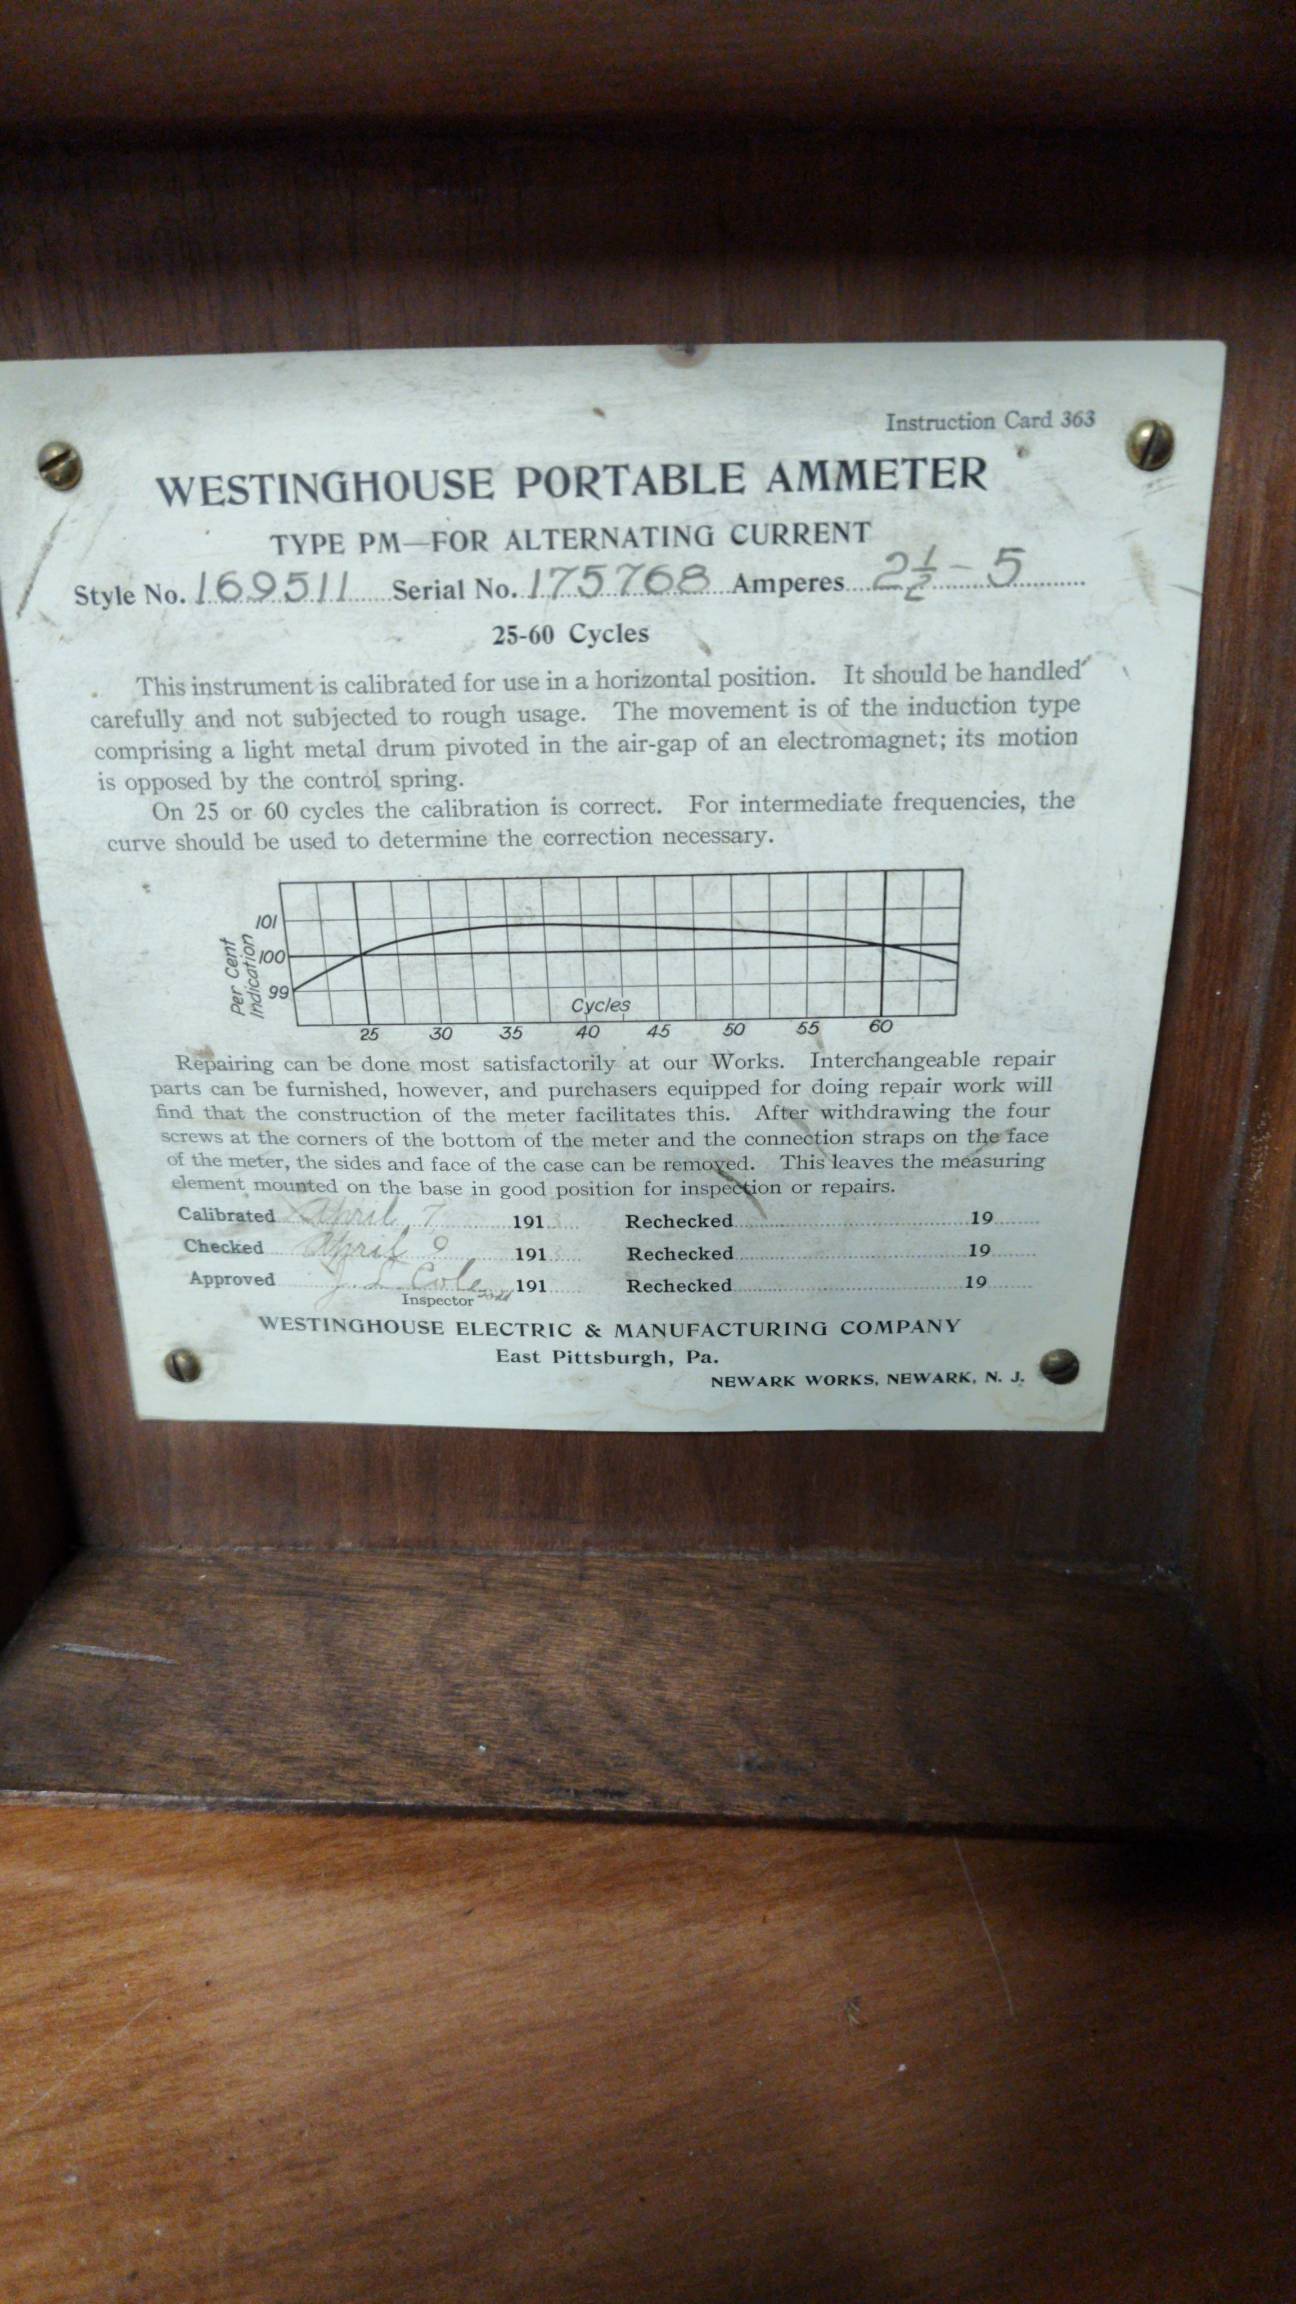 Instruction Card 363
WESTINGHOUSE PORTABLE AMMETER
TYPE PM—FOR ALTERNATING CURRENT
Style No. 169511 Serial No. 175768 Amperes 2½ - 5
25-60 Cycles
This instrument is calibrated for use in a horizontal position. It should be handled
carefully and not subjected to rough usage. The movement is of the induction type
comprising a light metal drum pivoted in the air-gap of an electromagnet; its motion
is opposed by the control spring.
On 25 or 60 cycles the calibration is correct. For intermediate frequencies, the
curve should be used to determine the correction necessary.
Per Cent
Indication
101
100
99
Cycles
25 30 35 40 45 50 55 60
Repairing can be done most satisfactorily at our Works. Interchangeable repair
parts can be furnished, however, and purchasers equipped for doing repair work will
find that the construction of the meter facilitates this. After withdrawing the four
screws at the corners of the bottom of the meter and the connection straps on the face
of the meter, the sides and face of the case can be removed. This leaves the measuring
element mounted on the base in good position for inspection or repairs.
Calibrated April 7 191 Rechecked 19
Checked April 9 191 Rechecked 19
Approved J L Cole 191 Rechecked 19
Inspector
WESTINGHOUSE ELECTRIC & MANUFACTURING COMPANY
East Pittsburgh, Pa.
NEWARK WORKS, NEWARK, N. J.